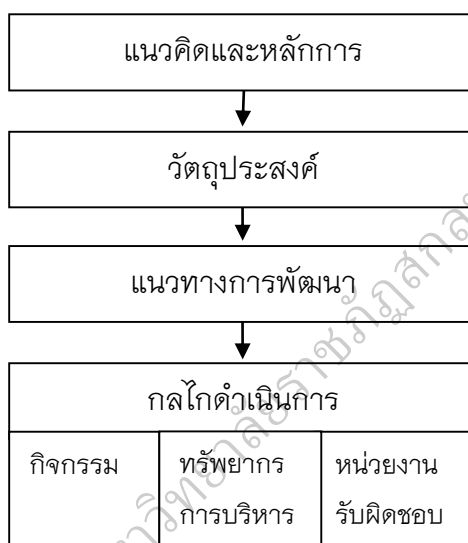 แนวคิดและหลักการ
วัตถุประสงค์
แนวทางการพัฒนา
กลไกดำเนินการ
กิจกรรม
ทรัพยากร
การบริหาร
หน่วยงาน
รับผิดชอบ